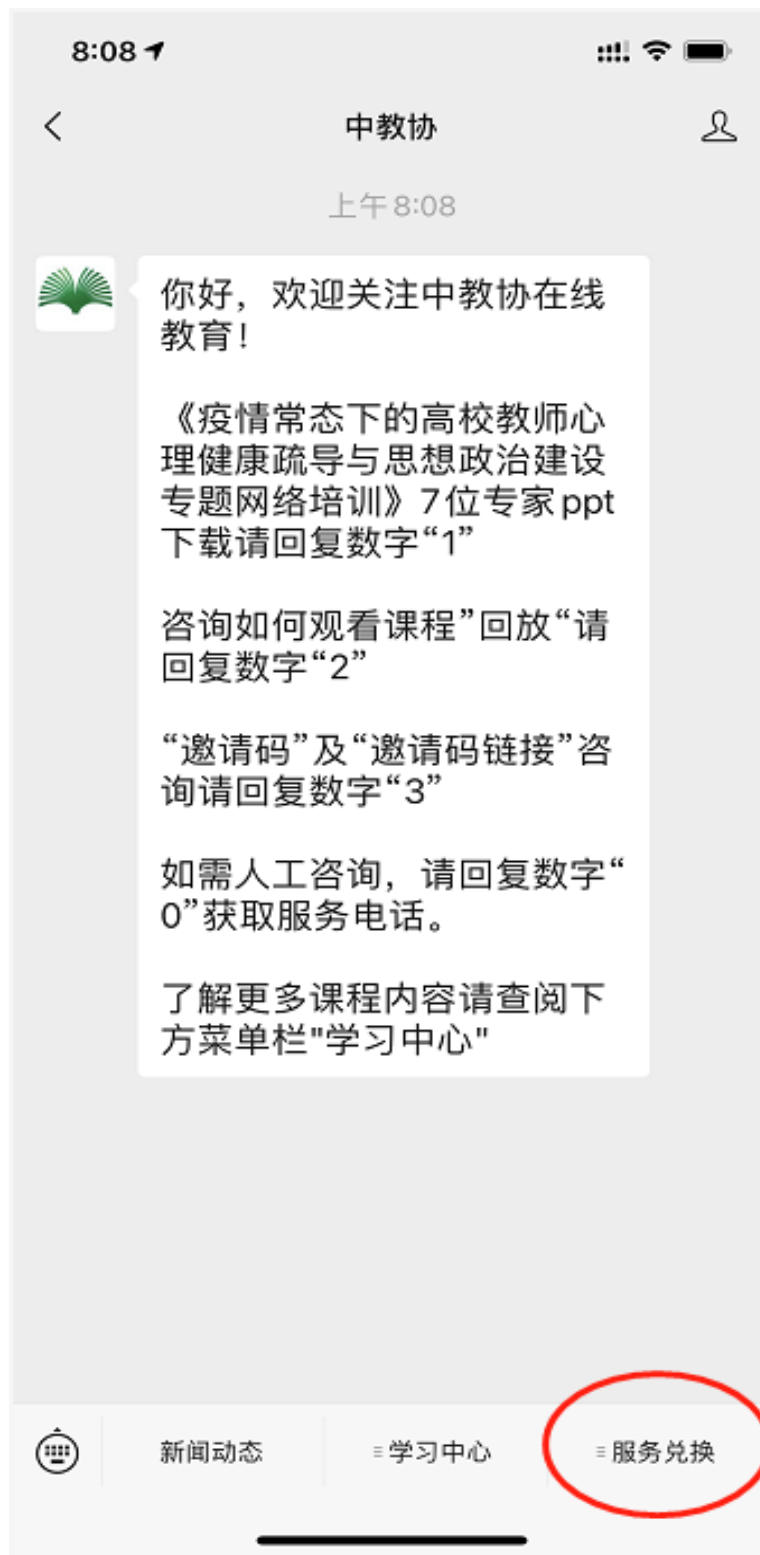 8:08
中教协
上午8:08
你好，欢迎关注中教协在线
教育！
《疫情常态下的高校教师心
理健康疏导与思想政治建设
专题网络培训》7位专家ppt
下载请回复数字“1”
咨询如何观看课程”回放“请
回复数字“2”
“邀请码”及“邀请码链接”咨
询请回复数字“3”
如需人工咨询，请回复数字“
0”获取服务电话。
了解更多课程内容请查阅下
方菜单栏"学习中心"
新闻动态
学习中心
服务兑换